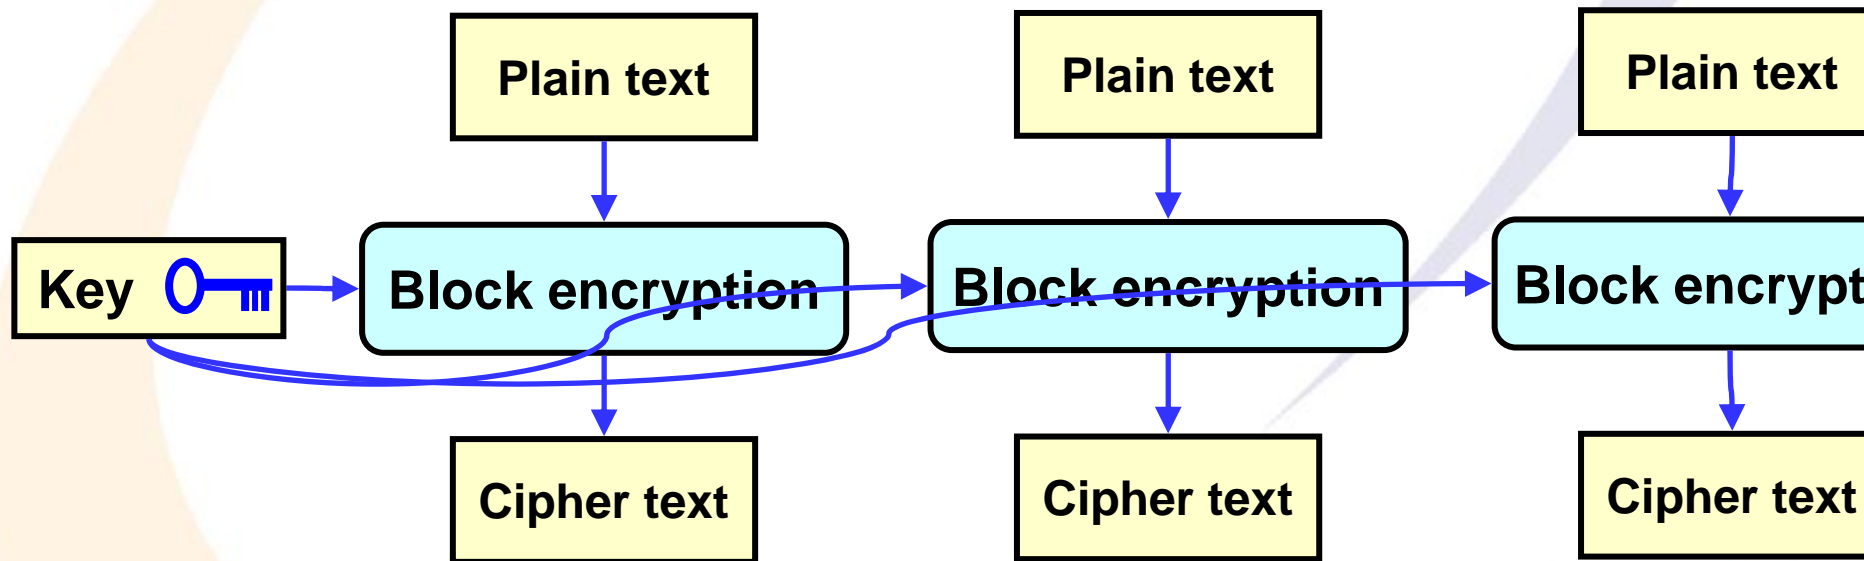 Plain text
Plain text
Plain text
Key
Block encryption
Block encryption
Block encrypt
Cipher text
Cipher text
Cipher text